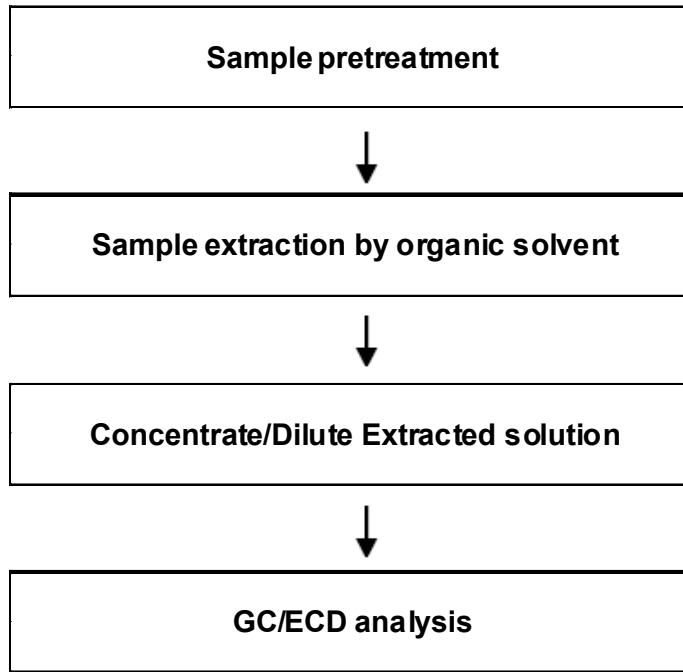 Sample pretreatment
Sample extraction by organic solvent
Concentrate/Dilute Extracted solution
GC/ECD analysis